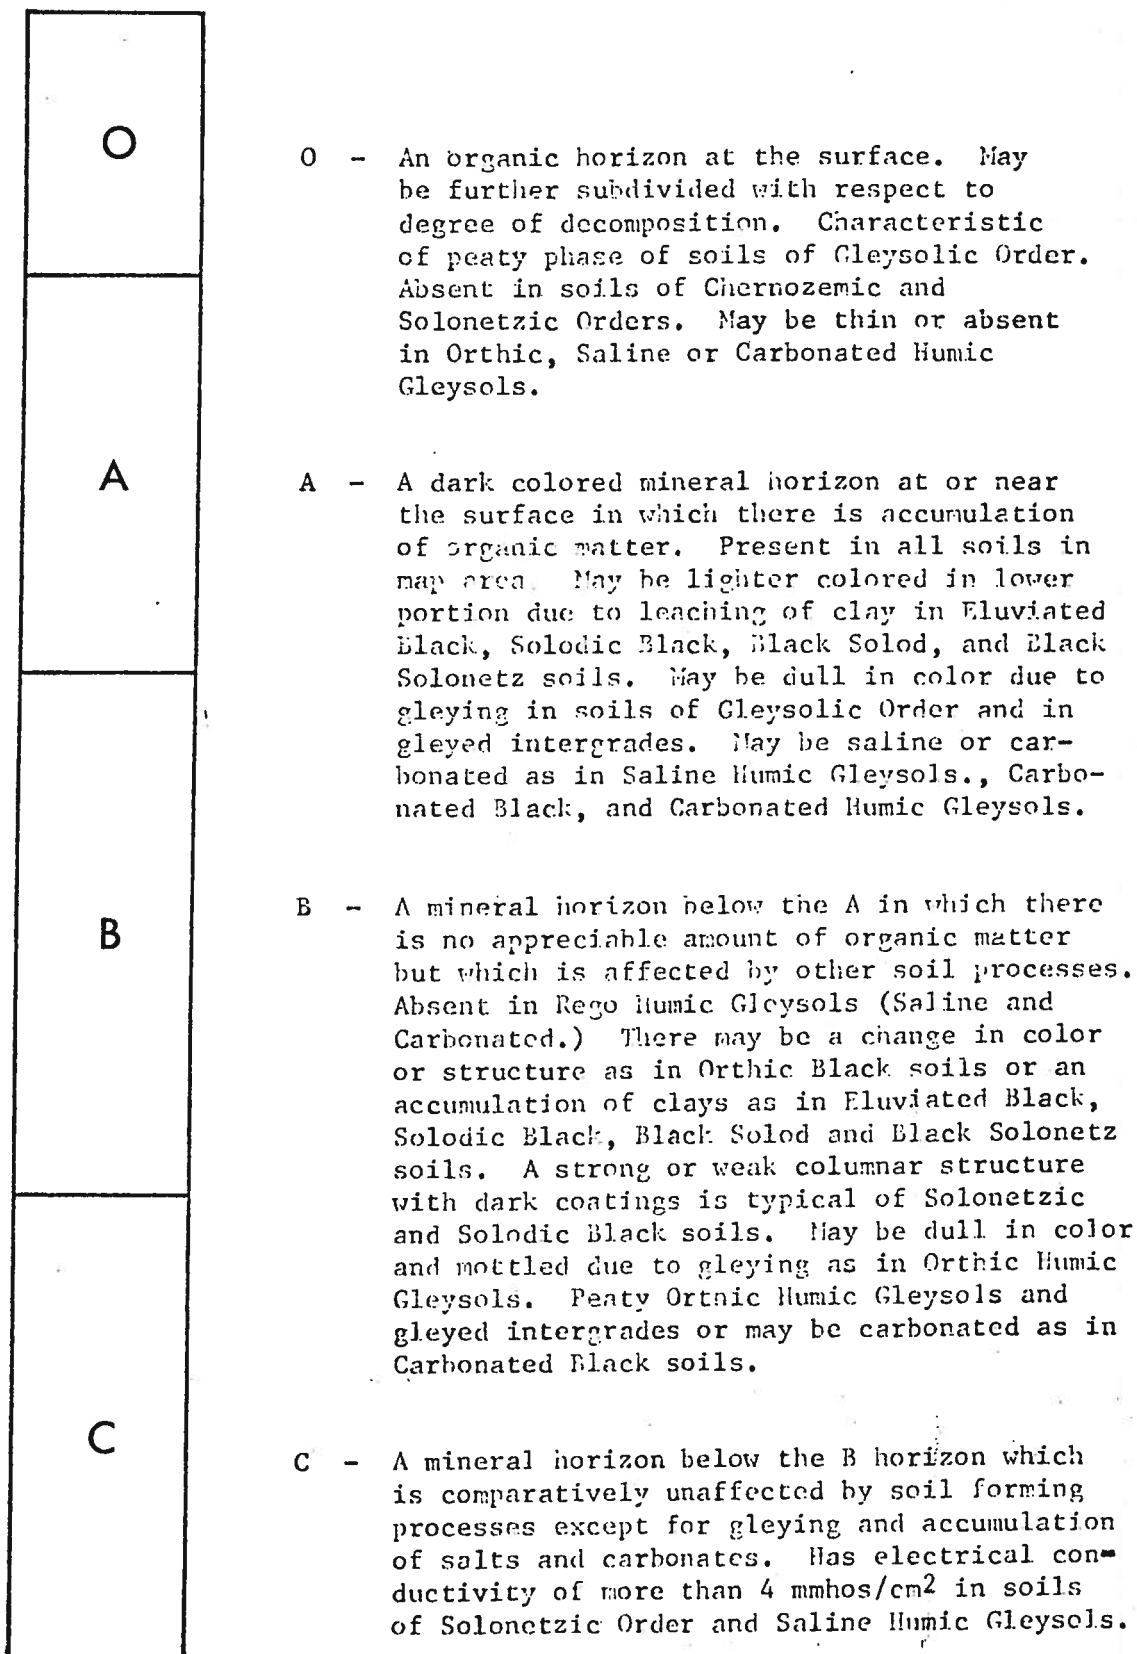 O
O - An organic horizon at the surface. May
be further subdivided with respect to
degree of decomposition. Characteristic
of peaty phase of soils of Gleysolic Order.
Absent in soils of Chernozemic and
Solonetzic Orders. May be thin or absent
in Orthic, Saline or Carbonated Humic
Gleysols.
A
A - A dark colored mineral horizon at or near
the surface in which there is accumulation
of organic matter. Present in all soils in
map area. May be lighter colored in lower
portion due to leaching of clay in Eluviated
Black, Solodic Black, Black Solod, and Black
Solonetz soils. May be dull in color due to
gleying in soils of Gleysolic Order and in
gleyed intergrades. May be saline or car-
bonated as in Saline Humic Gleysols., Carbo-
nated Black, and Carbonated Humic Gleysols.
B
B - A mineral horizon below the A in which there
is no appreciable amount of organic matter
but which is affected by other soil processes.
Absent in Rego Humic Gleysols (Saline and
Carbonated.) There may be a change in color
or structure as in Orthic Black soils or an
accumulation of clays as in Eluviated Black,
Solodic Black, Black Solod and Black Solonetz
soils. A strong or weak columnar structure
with dark coatings is typical of Solonetzic
and Solodic Black soils. May be dull in color
and mottled due to gleying as in Orthic Humic
Gleysols. Peaty Orthic Humic Gleysols and
gleyed intergrades or may be carbonated as in
Carbonated Black soils.
C
C - A mineral horizon below the B horizon which
is comparatively unaffected by soil forming
processes except for gleying and accumulation
of salts and carbonates. Has electrical con-
ductivity of more than 4 mmhos/cm2 in soils
of Solonetzic Order and Saline Humic Gleysols.